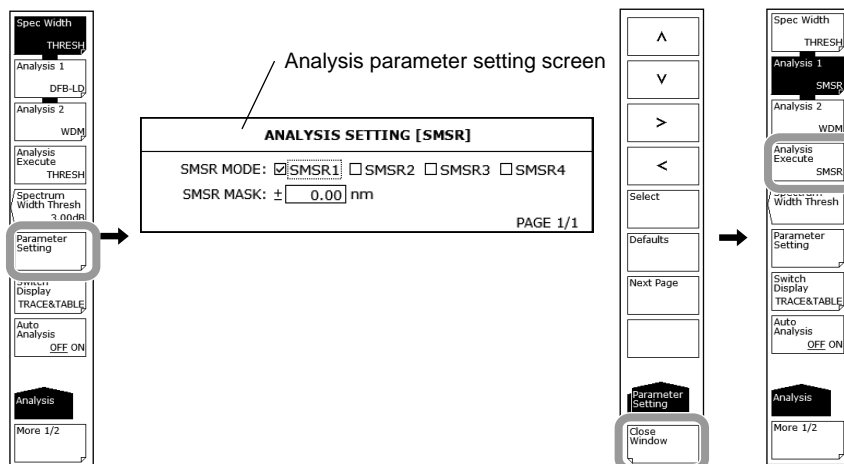 Spec Width
THRESH
Analysis 1
DFB-LD
Analysis 2
WDM
Analysis
Execute
THRESH
Spectrum
Width Thresh
3.00dB
Parameter
Setting
Switch
Display
TRACE&TABLE
Auto
Analysis
OFF ON
Analysis
More 1/2
Analysis parameter setting screen
ANALYSIS SETTING [SMSR]
SMSR MODE: ☑SMSR1 ☐SMSR2 ☐SMSR3 ☐SMSR4
SMSR MASK: ± 0.00 nm
PAGE 1/1
Select
Defaults
Next Page
Parameter
Setting
Close
Window
Spec Width
THRESH
Analysis 1
SMSR
Analysis 2
WDM
Analysis
Execute
SMSR
Spectrum
Width Thresh
Parameter
Setting
Switch
Display
TRACE&TABLE
Auto
Analysis
OFF ON
Analysis
More 1/2